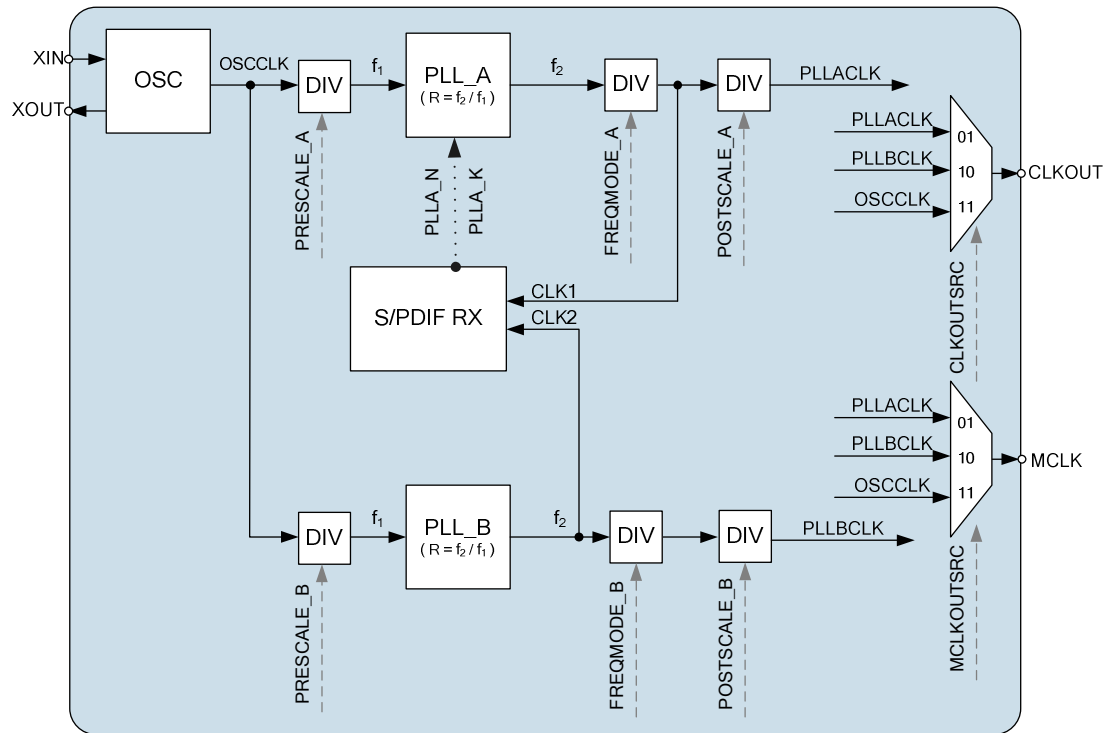 XIN
XOUT
OSC
OSCCLK
DIV
f1
PLL_A
( R = f2 / f1 )
f2
DIV
DIV
PLLACLK
PRESCALE_A
PLLA_N
PLLA_K
FREQMODE_A
POSTSCALE_A
PLLACLK
01
PLLBCLK
10
OSCCLK
11
CLKOUT
CLKOUTSRC
S/PDIF RX
CLK1
CLK2
PLLACLK
01
PLLBCLK
10
OSCCLK
11
MCLK
MCLKOUTSRC
DIV
f1
PLL_B
( R = f2 / f1 )
f2
DIV
DIV
PLLBCLK
PRESCALE_B
FREQMODE_B
POSTSCALE_B